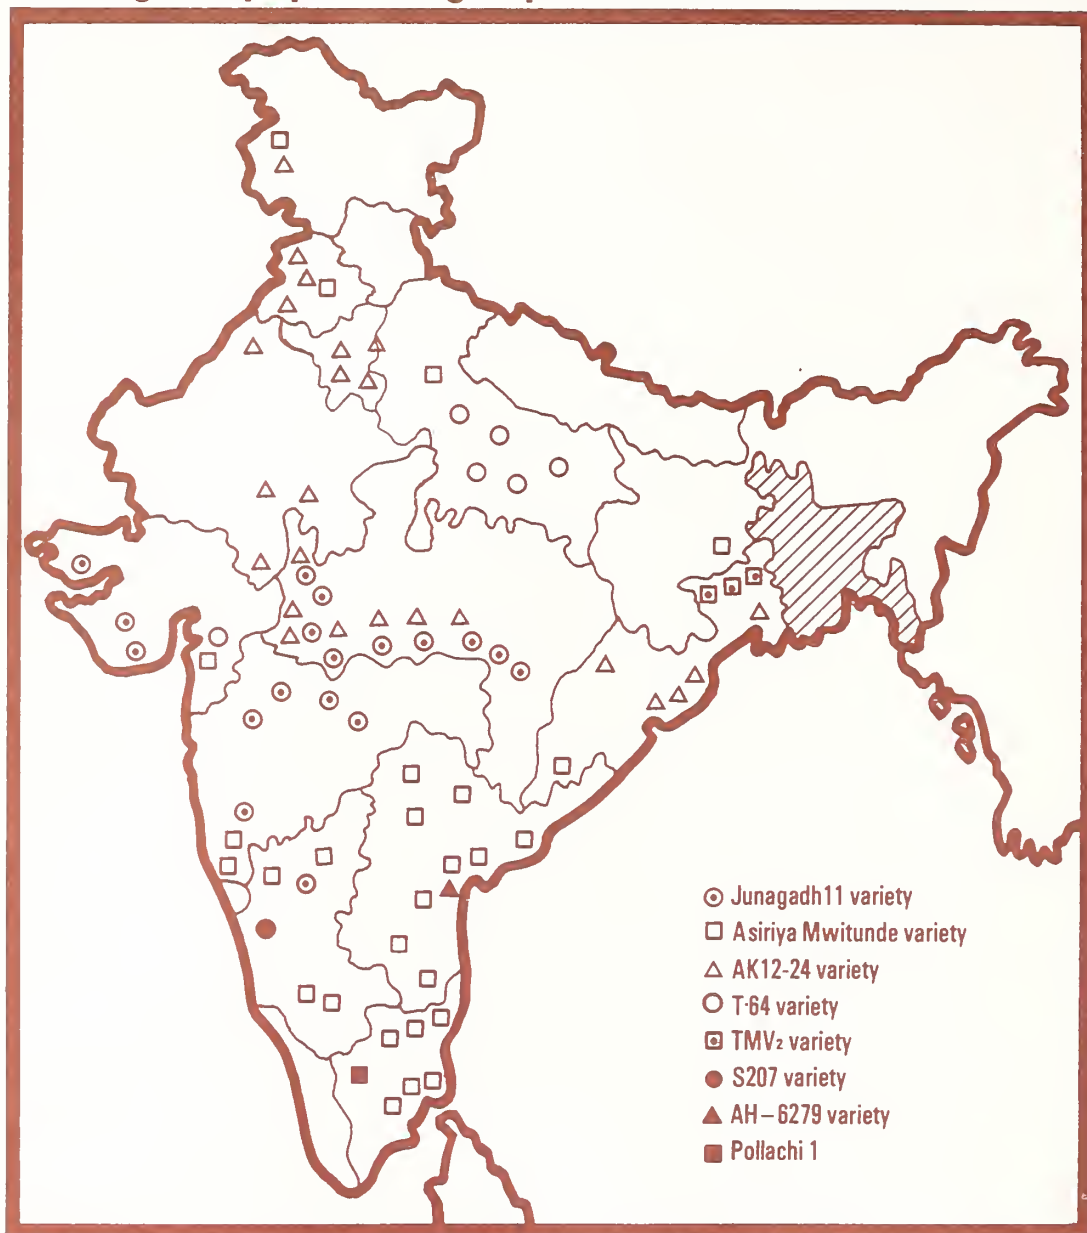 Junagadh11 variety
Asiriya Mwitunde variety
AK12-24 variety
T-64 variety
TMV₂ variety
S207 variety
AH–6279 variety
Pollachi 1